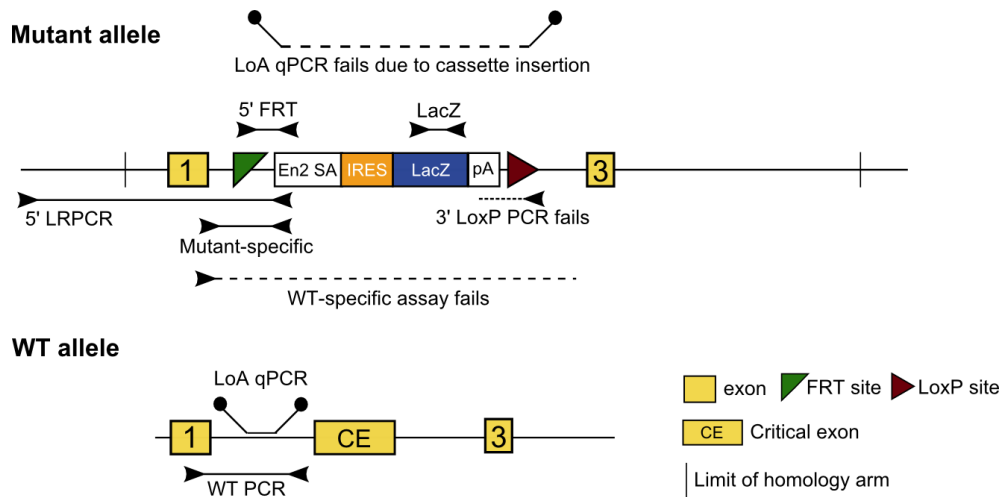 Mutant allele
LoA qPCR fails due to cassette insertion
5' FRT
LacZ
1
En2 SA
IRES
LacZ
pA
3
5' LRPCR
3' LoxP PCR fails
Mutant-specific
WT-specific assay fails
WT allele
LoA qPCR
1
CE
3
WT PCR
exon
FRT site
LoxP site
CE
Critical exon
Limit of homology arm